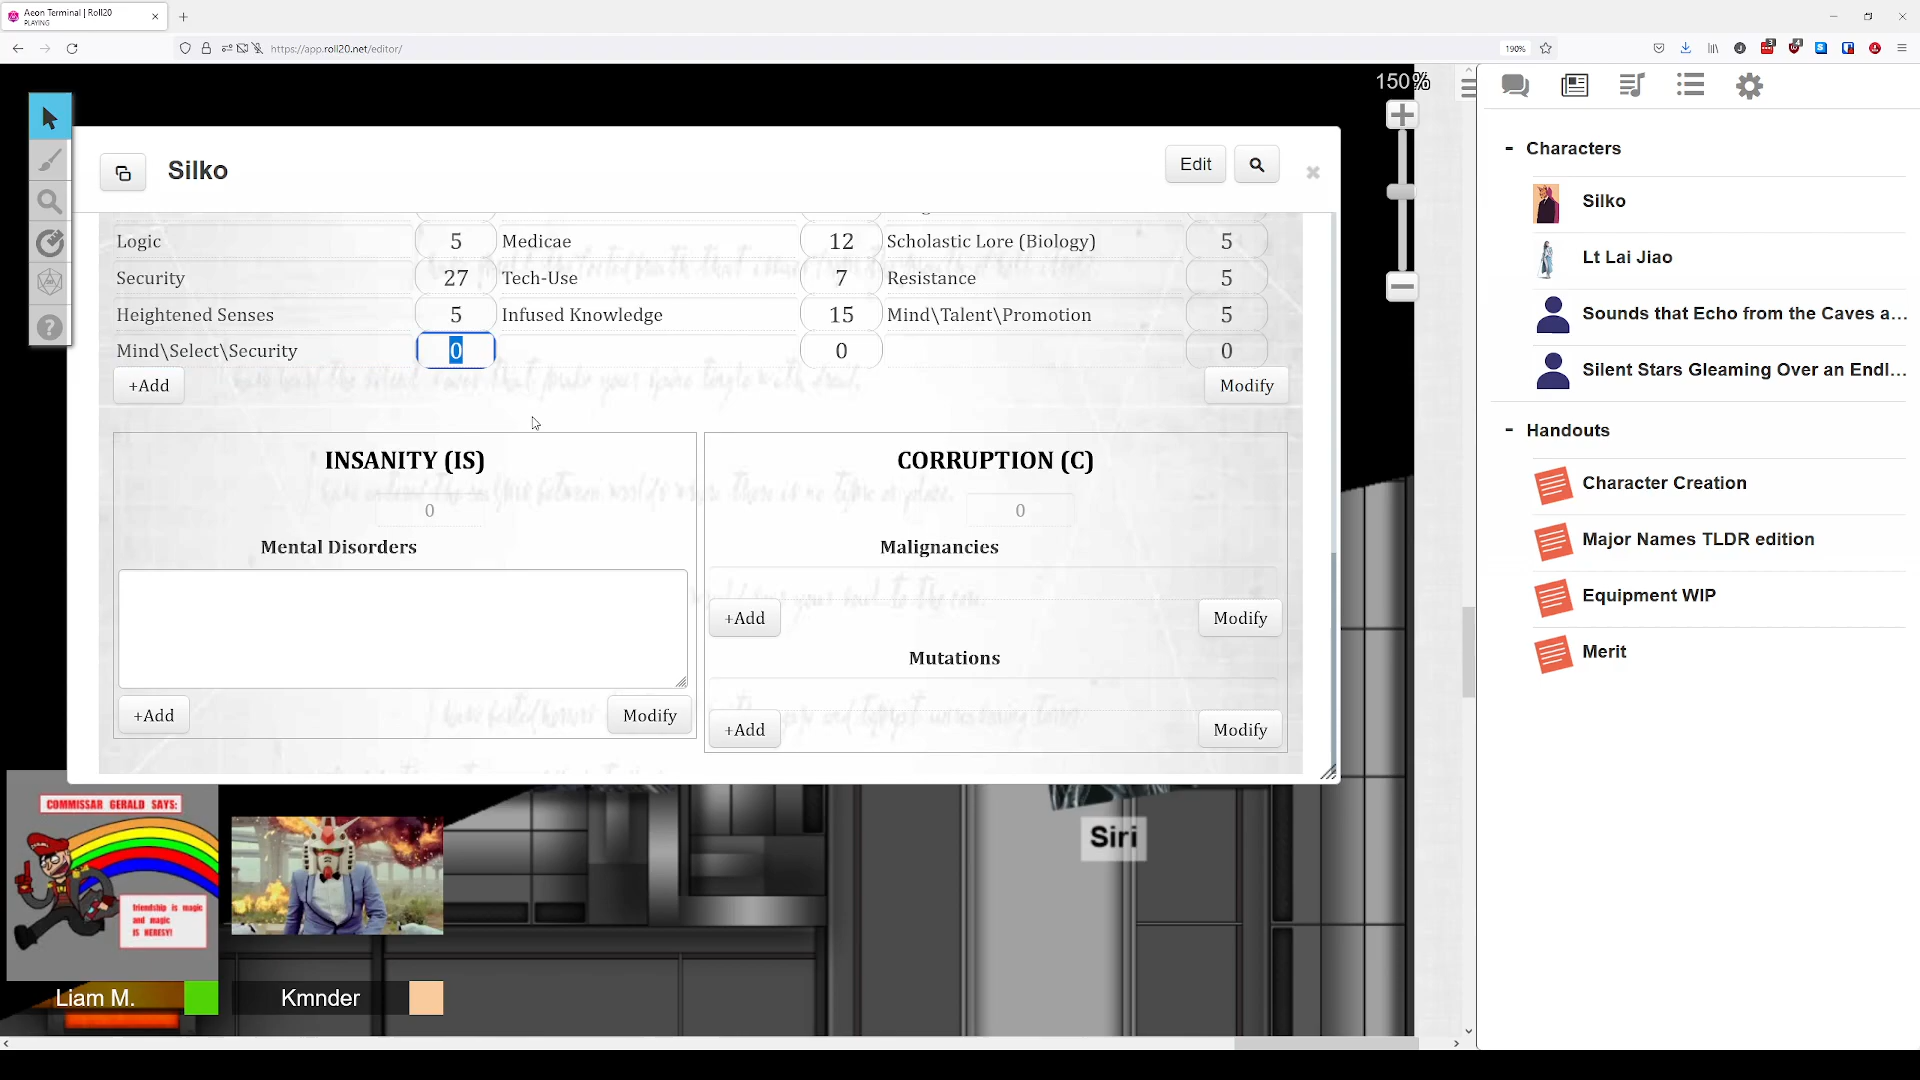 Aeon Terminal | Roll20
PLAYING
https://app.roll20.net/editor/
190%
150%
Silko
Edit
Logic 5 Medicae 12 Scholastic Lore (Biology) 5
Security 27 Tech-Use 7 Resistance 5
Heightened Senses 5 Infused Knowledge 15 Mind\Talent\Promotion 5
Mind\Select\Security 0 0 0
+Add Modify
INSANITY (IS)
0
Mental Disorders
+Add Modify
CORRUPTION (C)
0
Malignancies
+Add Modify
Mutations
+Add Modify
Characters
Silko
Lt Lai Jiao
Sounds that Echo from the Caves a...
Silent Stars Gleaming Over an Endl...
Handouts
Character Creation
Major Names TLDR edition
Equipment WIP
Merit
COMMISSAR GERALD SAYS:
friendship is magic
and magic
IS HERESY!
Liam M.
Kmnder
Siri